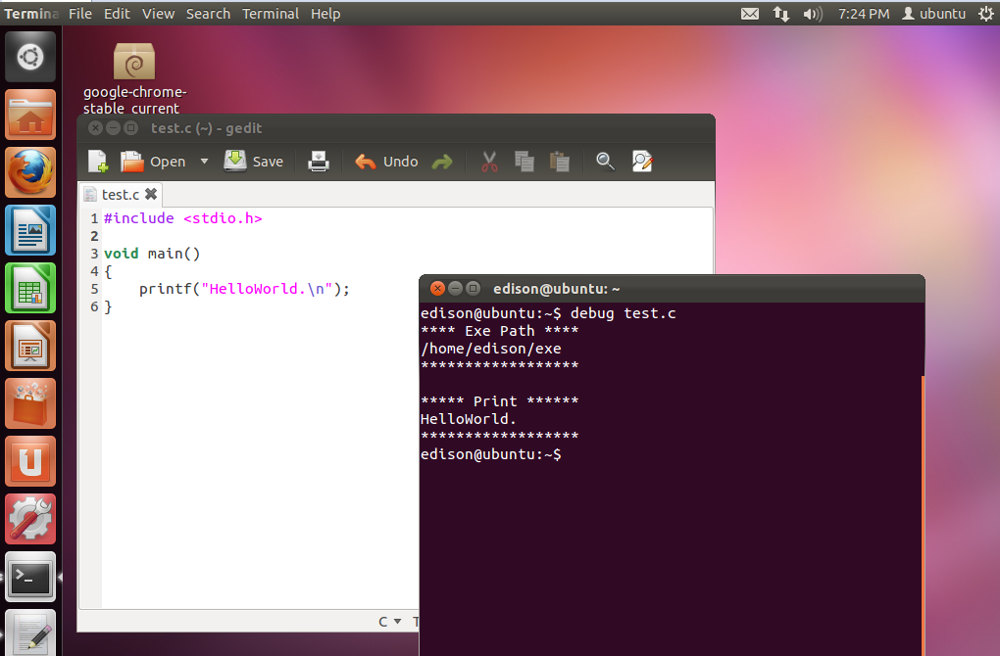 Termina File Edit View Search Terminal Help 7:24 PM ubuntu
google-chrome-
stable_current
test.c (~) - gedit
Open Save Undo
test.c
1 #include <stdio.h>
2
3 void main()
4 {
5 printf("HelloWorld.\n");
6 }
C T
edison@ubuntu: ~
edison@ubuntu:~$ debug test.c
**** Exe Path ****
/home/edison/exe
******************
***** Print ******
HelloWorld.
******************
edison@ubuntu:~$